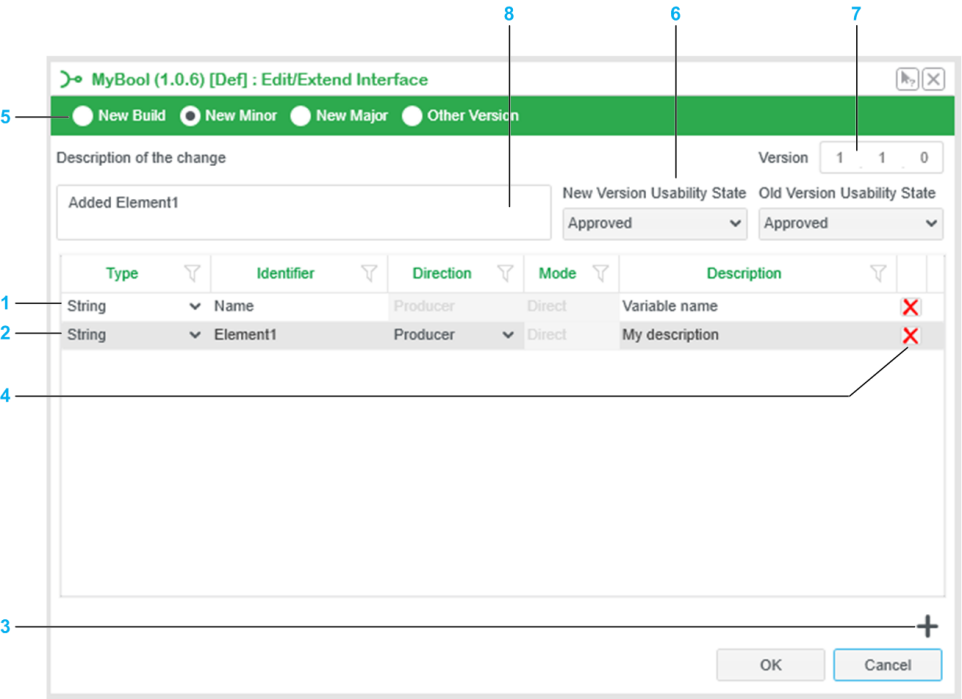 8 6 7
MyBool (1.0.6) [Def] : Edit/Extend Interface
5 New Build New Minor New Major Other Version
Description of the change Version 1 . 1 . 0
New Version Usability State Old Version Usability State
Added Element1
Approved Approved
Type Identifier Direction Mode Description
1 String Name Producer Direct Variable name
2 String Element1 Producer Direct My description
4
3
OK Cancel